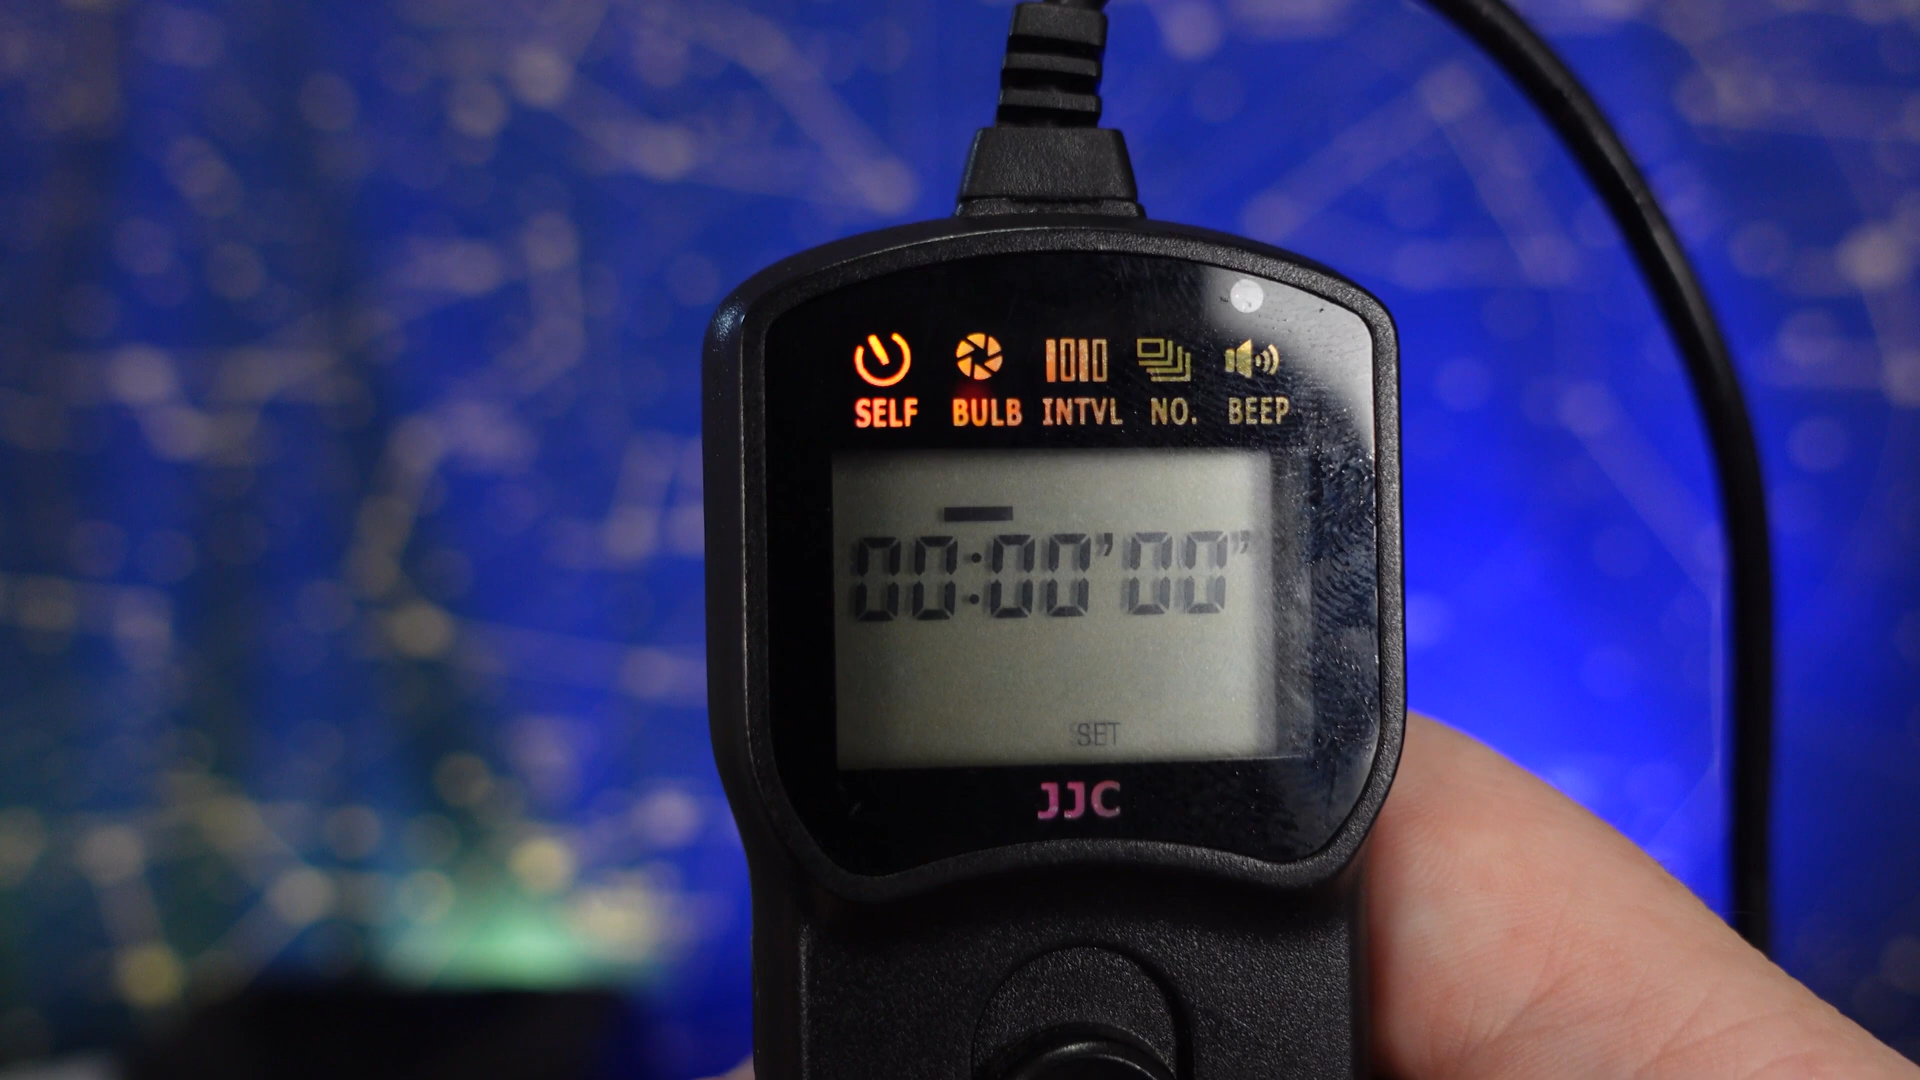 SELF BULB INTVL NO. BEEP
00:00’00”
SET
JJC